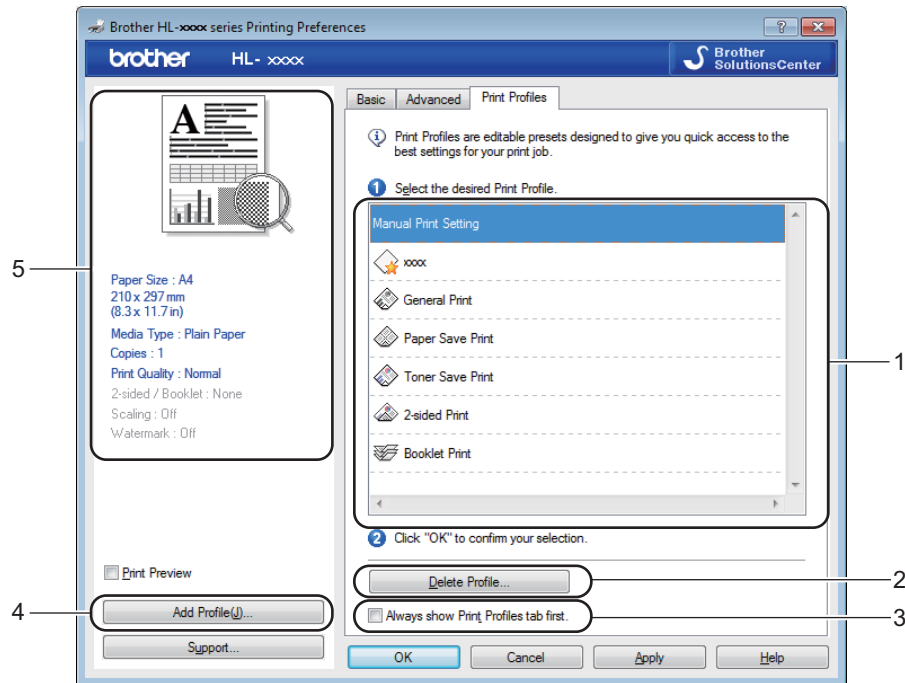 Brother HL-xxxx series Printing Preferences
brother HL- xxxx
Brother
SolutionsCenter
A
Paper Size : A4
210 x 297 mm
(8.3 x 11.7 in)
Media Type : Plain Paper
Copies : 1
Print Quality : Normal
2-sided / Booklet : None
Scaling : Off
Watermark : Off
Print Preview
Add Profile(J)...
Support...
Basic Advanced Print Profiles
Print Profiles are editable presets designed to give you quick access to the
best settings for your print job.
1 Select the desired Print Profile.
Manual Print Setting
xxxx
General Print
Paper Save Print
Toner Save Print
2-sided Print
Booklet Print
2 Click "OK" to confirm your selection.
Delete Profile...
Always show Print Profiles tab first.
OK Cancel Apply Help
1
2
3
4
5